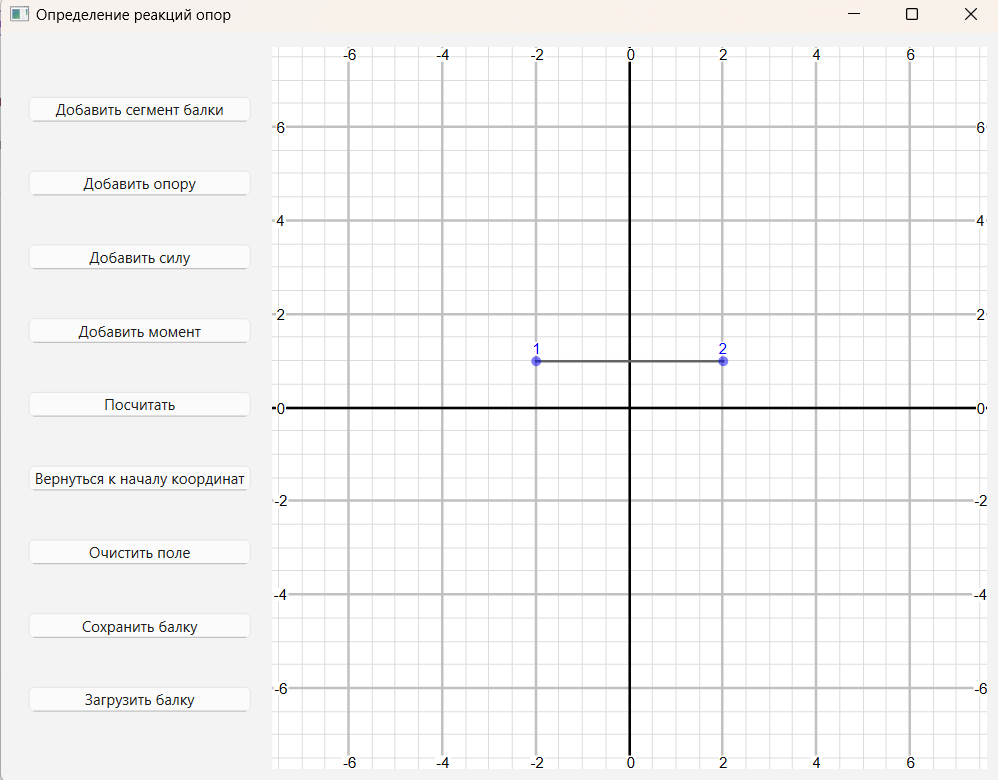 Определение реакций опор
-6 -4 -2 0 2 4 6
Добавить сегмент балки
6 6
Добавить опору
4 4
Добавить силу
2 2
Добавить момент
1 2
Посчитать
0 0
Вернуться к началу координат
-2 -2
Очистить поле
-4 -4
Сохранить балку
-6 -6
Загрузить балку
-6 -4 -2 0 2 4 6